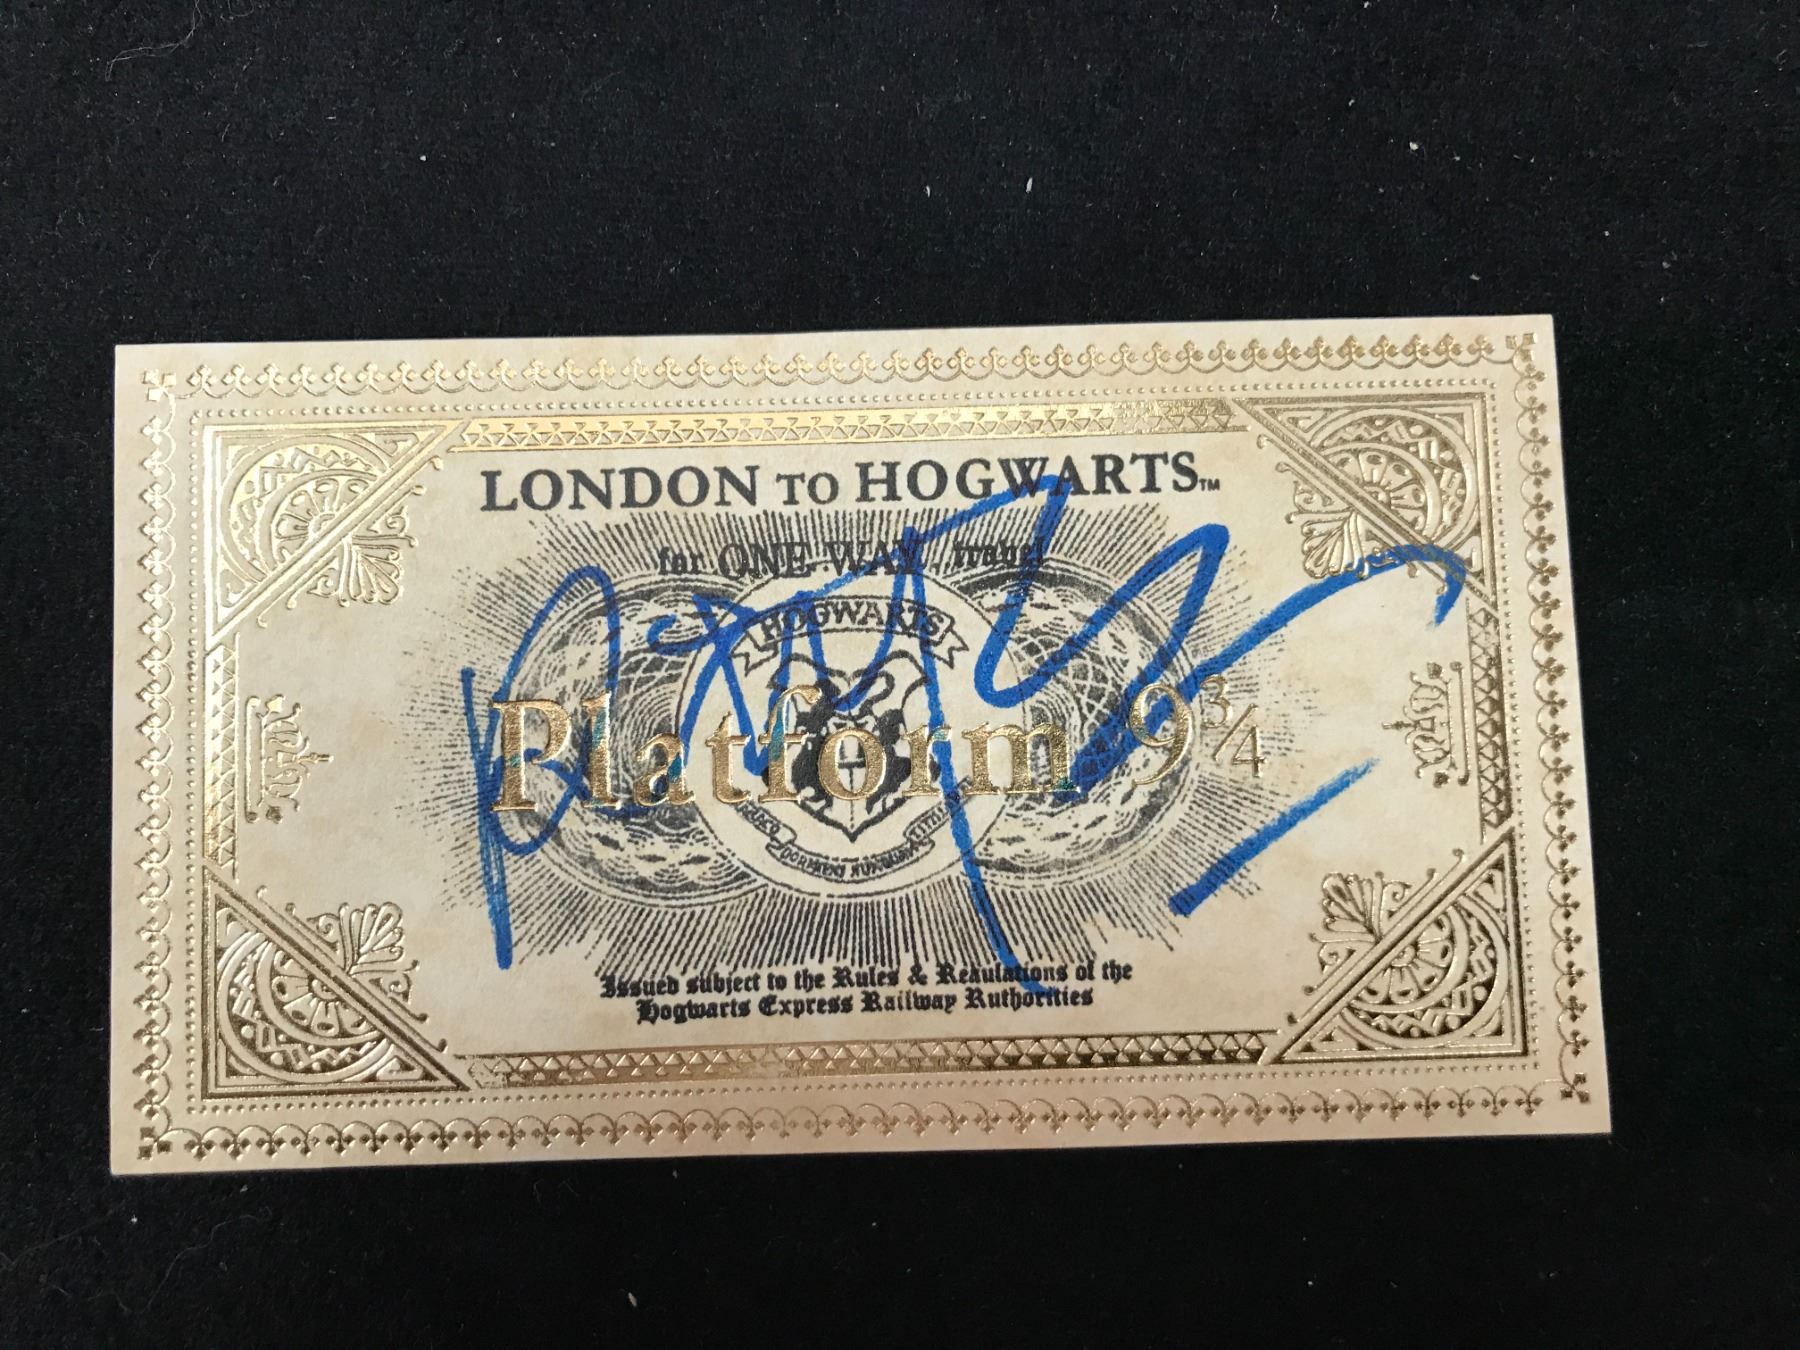 LONDON TO HOGWARTS™
for ONE WAY travel
HOGWARTS
Platform 9¾
Issued subject to the Rules & Regulations of the
Hogwarts Express Railway Authorities